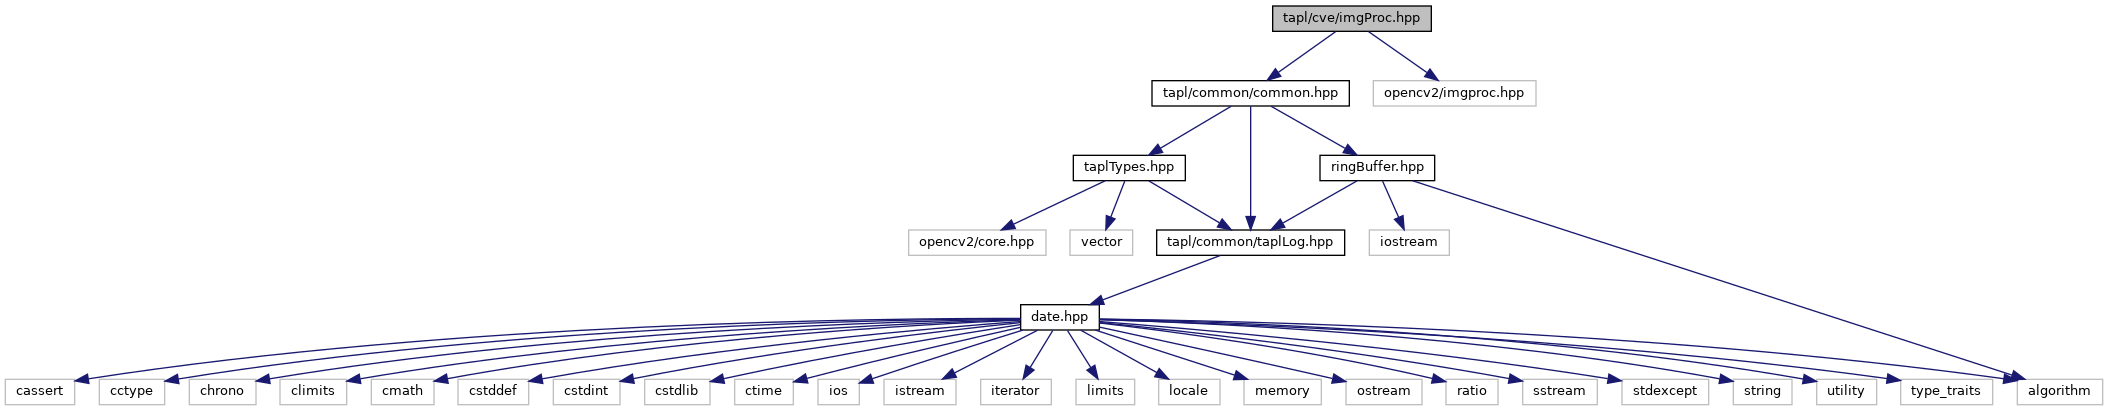 tapl/cve/imgProc.hpp
tapl/common/common.hpp
opencv2/imgproc.hpp
taplTypes.hpp
ringBuffer.hpp
opencv2/core.hpp
vector
tapl/common/taplLog.hpp
iostream
date.hpp
cassert
cctype
chrono
climits
cmath
cstddef
cstdint
cstdlib
ctime
ios
istream
iterator
limits
locale
memory
ostream
ratio
sstream
stdexcept
string
utility
type_traits
algorithm